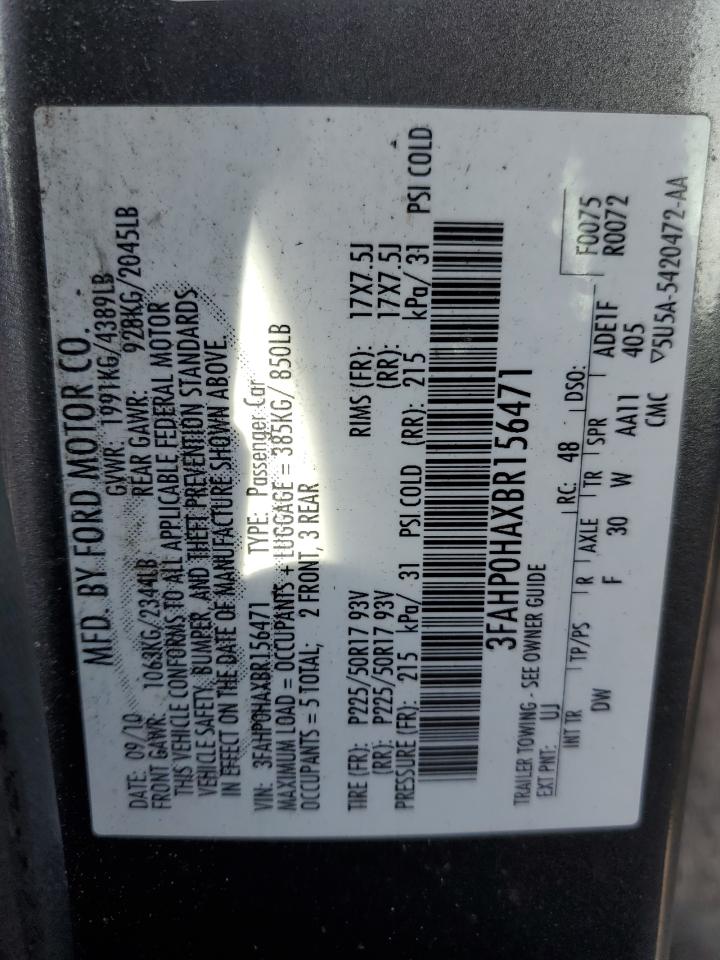 MFD. BY FORD MOTOR CO.
DATE: 09/10 GVWR: 1991KG/4389LB
FRONT GAWR: 1063KG/2344LB REAR GAWR: 928KG/2045LB
THIS VEHICLE CONFORMS TO ALL APPLICABLE FEDERAL MOTOR
VEHICLE SAFETY, BUMPER, AND THEFT PREVENTION STANDARDS
IN EFFECT ON THE DATE OF MANUFACTURE SHOWN ABOVE.
VIN: 3FAHP0HAXBR156471 TYPE: Passenger Car
MAXIMUM LOAD = OCCUPANTS + LUGGAGE = 385KG/ 850LB
OCCUPANTS = 5 TOTAL; 2 FRONT, 3 REAR
TIRE (FR): P225/50R17 93V RIMS (FR): 17X7.5J
(RR): P225/50R17 93V (RR): 17X7.5J
PRESSURE (FR): 215 kPa/ 31 PSI COLD (RR): 215 kPa/ 31 PSI COLD
3FAHP0HAXBR156471
TRAILER TOWING - SEE OWNER GUIDE
EXT PNT: UJ RC: 48 DSO: F0075
R0072
INT TR TP/PS R AXLE TR SPR ADE1F
DW F 30 W AA11 405
CMC ▽5U5A-5420472-AA